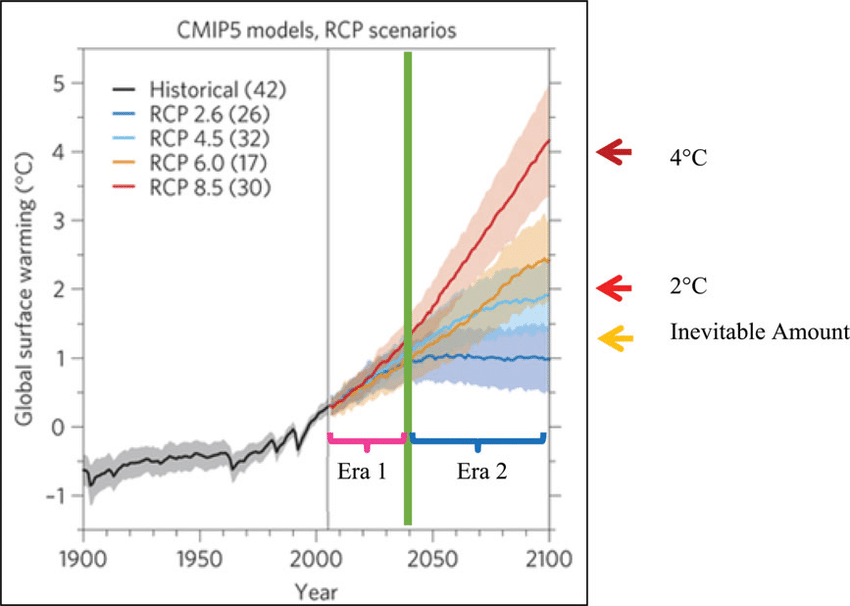 CMIP5 models, RCP scenarios
Historical (42)
RCP 2.6 (26)
RCP 4.5 (32)
RCP 6.0 (17)
RCP 8.5 (30)
Global surface warming (°C)
5
4
3
2
1
0
-1
4°C
2°C
Inevitable Amount
Era 1
Era 2
1900
1950
2000
2050
2100
Year